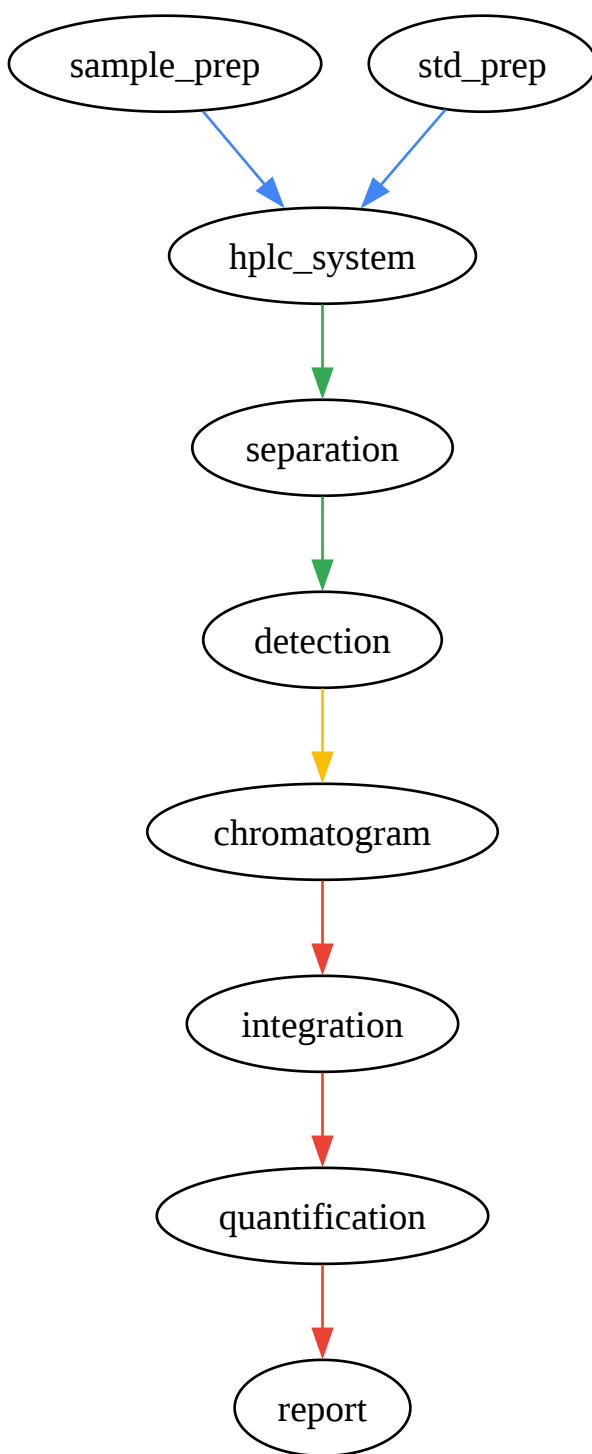 sample_prep
std_prep
hplc_system
separation
detection
chromatogram
integration
quantification
report